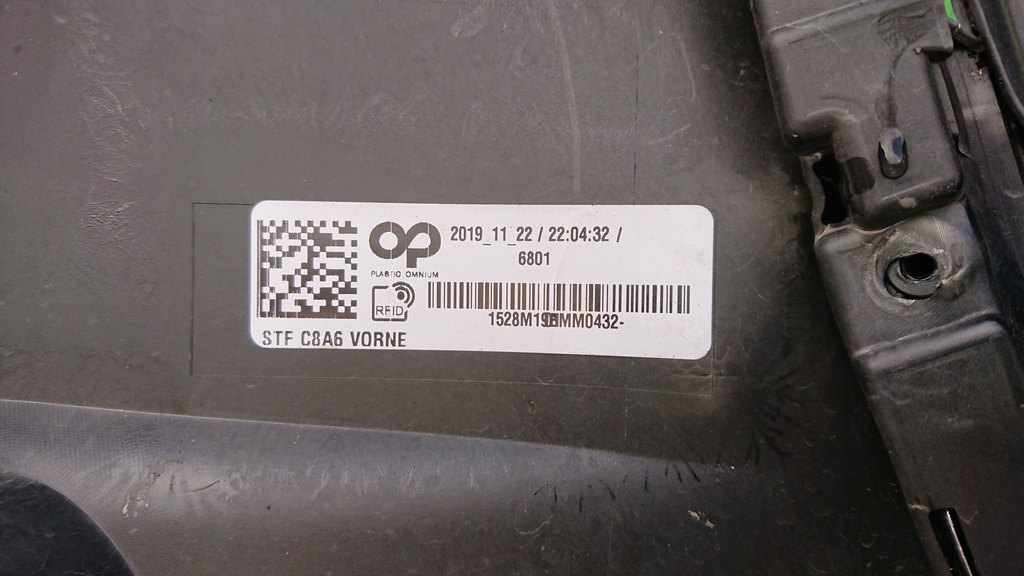 OP
2019_11_22 / 22:04:32 /
6801
PLASTIC OMNIUM
RFID
STF C8A6 VORNE